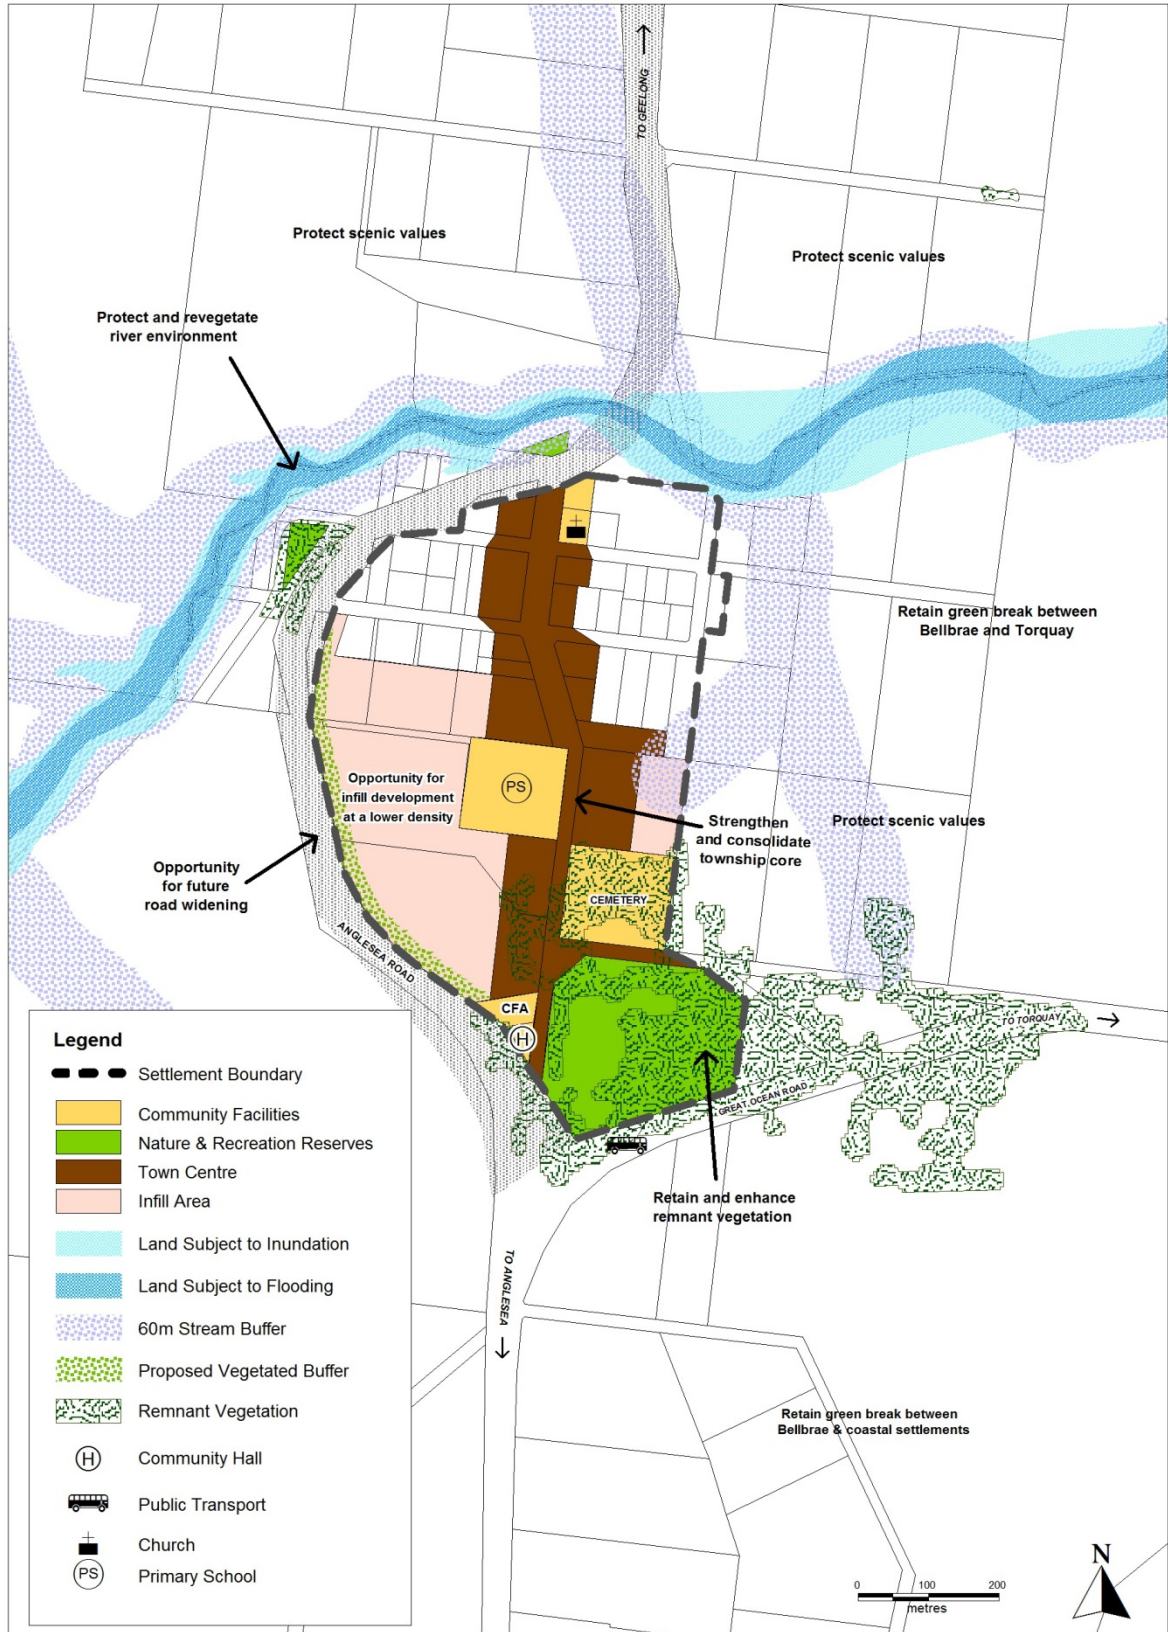 TO GEELONG
Protect scenic values
Protect scenic values
Protect and revegetate
river environment
Retain green break between
Bellbrae and Torquay
PS
Opportunity for
infill development
at a lower density
Strengthen
and consolidate
township core
Protect scenic values
Opportunity
for future
road widening
CEMETERY
ANGLESEA ROAD
CFA
H
TO TORQUAY
GREAT OCEAN ROAD
Retain and enhance
remnant vegetation
TO ANGLESEA
Retain green break between
Bellbrae & coastal settlements
Legend
Settlement Boundary
Community Facilities
Nature & Recreation Reserves
Town Centre
Infill Area
Land Subject to Inundation
Land Subject to Flooding
60m Stream Buffer
Proposed Vegetated Buffer
Remnant Vegetation
H Community Hall
Public Transport
Church
PS Primary School
0 100 200
metres
N